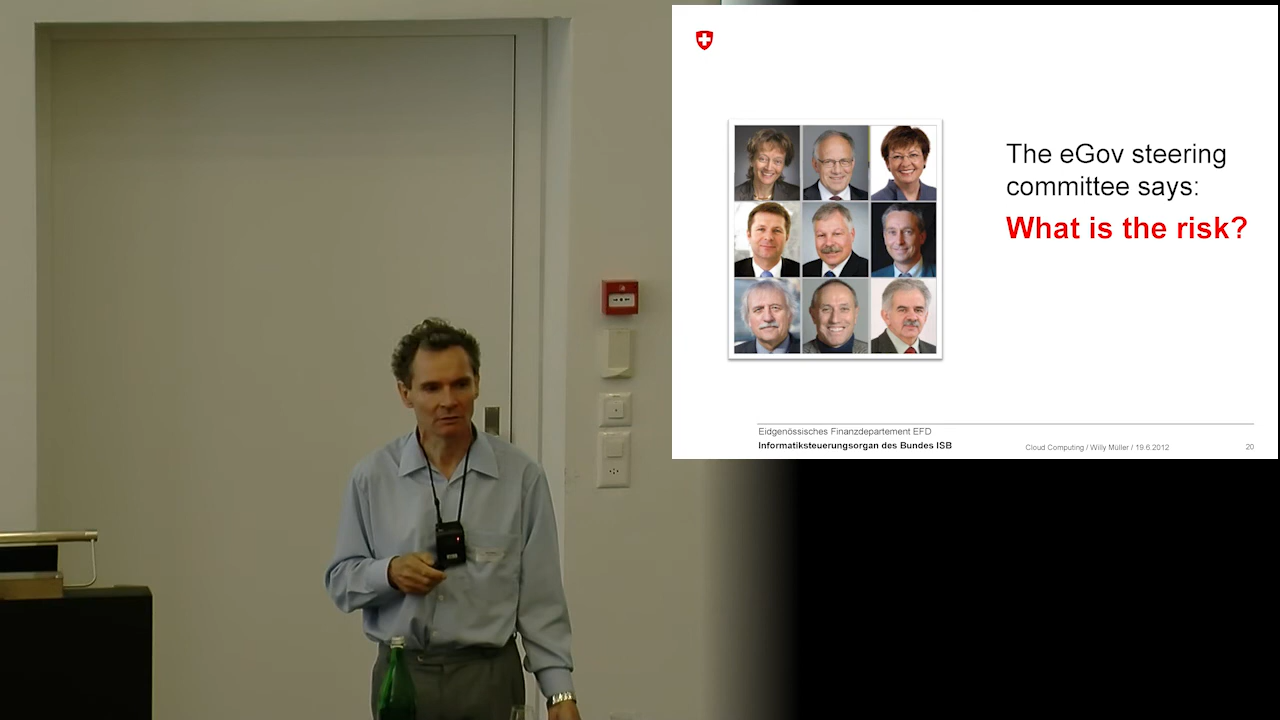 The eGov steering
committee says:
What is the risk?
Eidgenössisches Finanzdepartement EFD
Informatiksteuerungsorgan des Bundes ISB
Cloud Computing / Willy Müller / 19.6.2012
20